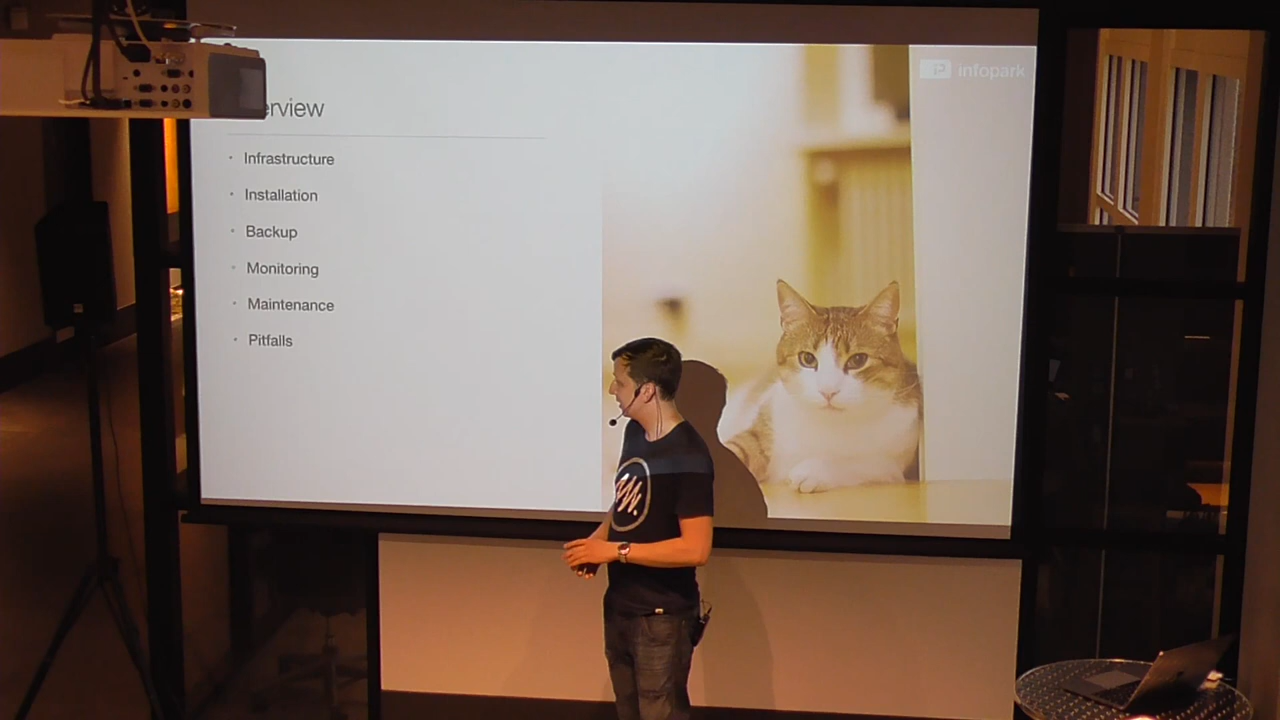 erview
infopark
Infrastructure
Installation
Backup
Monitoring
Maintenance
Pitfalls